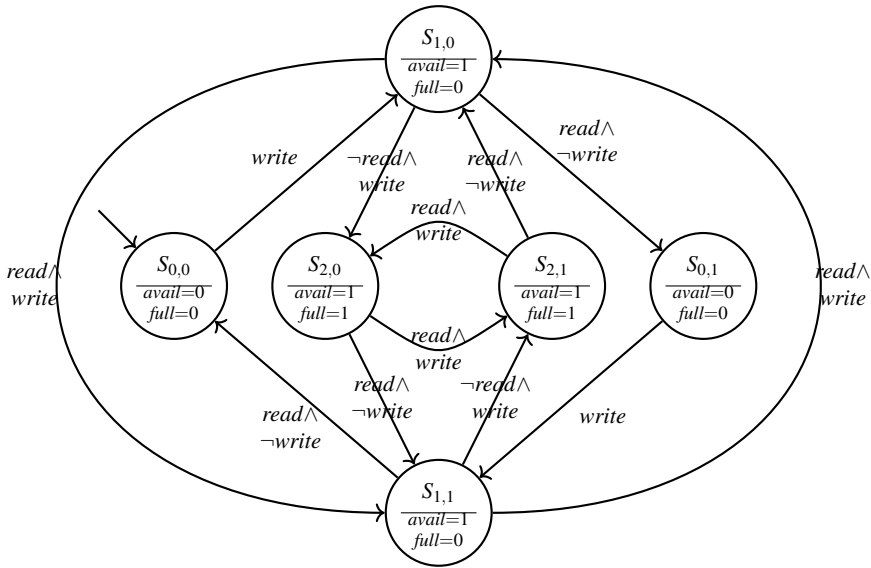 S1,0
avail=1
full=0
write
¬read∧
write
read∧
¬write
read∧
¬write
read∧
write
read∧
write
S0,0
avail=0
full=0
S2,0
avail=1
full=1
S2,1
avail=1
full=1
S0,1
avail=0
full=0
read∧
write
read∧
write
read∧
¬write
read∧
¬write
¬read∧
write
write
S1,1
avail=1
full=0